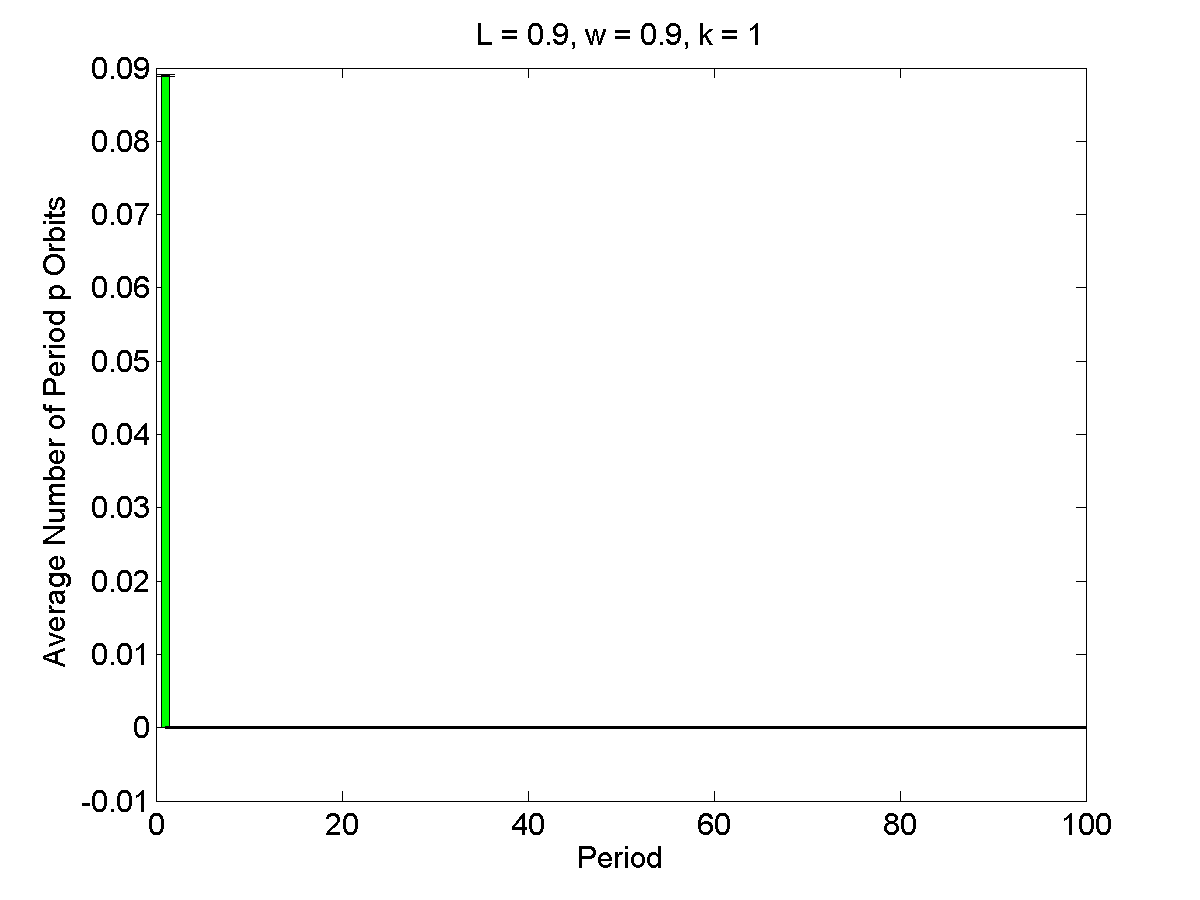 L = 0.9, w = 0.9, k = 1
0.09
0.08
0.07
0.06
0.05
0.04
0.03
0.02
0.01
0
-0.01
Average Number of Period p Orbits
0 20 40 60 80 100
Period